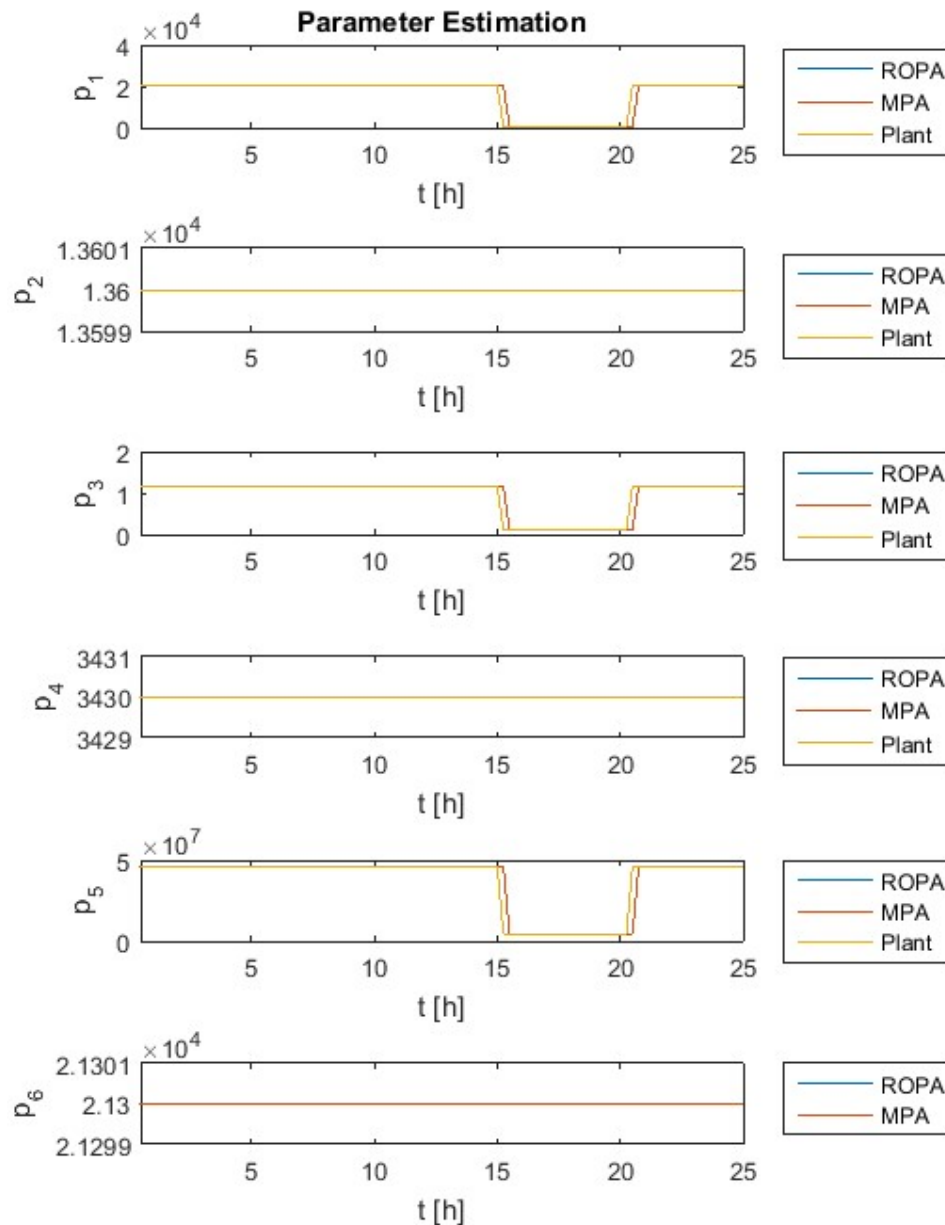 Parameter Estimation
×10^4
4
2
0
p_1
5 10 15 20 25
t [h]
ROPA
MPA
Plant
×10^4
1.3601
1.36
1.3599
p_2
5 10 15 20 25
t [h]
ROPA
MPA
Plant
2
1
0
p_3
5 10 15 20 25
t [h]
ROPA
MPA
Plant
3431
3430
3429
p_4
5 10 15 20 25
t [h]
ROPA
MPA
Plant
×10^7
5
0
p_5
5 10 15 20 25
t [h]
ROPA
MPA
Plant
×10^4
2.1301
2.13
2.1299
p_6
5 10 15 20 25
t [h]
ROPA
MPA